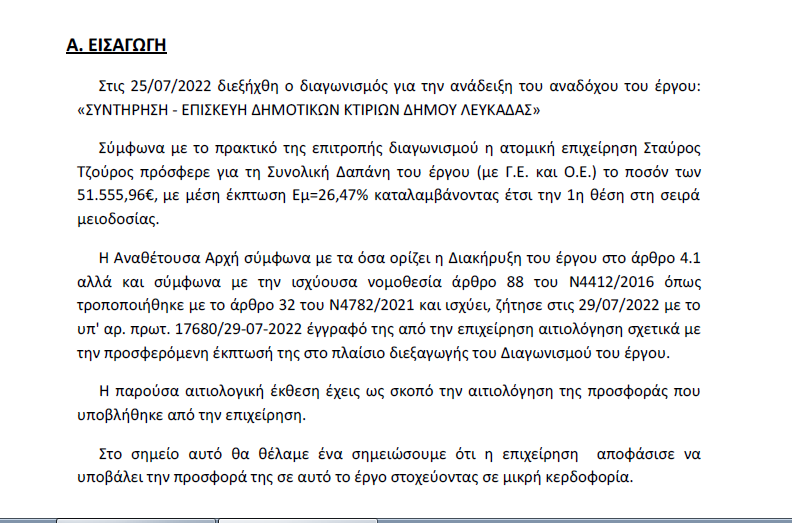 Α. ΕΙΣΑΓΩΓΗ
Στις 25/07/2022 διεξήχθη ο διαγωνισμός για την ανάδειξη του αναδόχου του έργου:
«ΣΥΝΤΗΡΗΣΗ - ΕΠΙΣΚΕΥΗ ΔΗΜΟΤΙΚΩΝ ΚΤΙΡΙΩΝ ΔΗΜΟΥ ΛΕΥΚΑΔΑΣ»
Σύμφωνα με το πρακτικό της επιτροπής διαγωνισμού η ατομική επιχείρηση Σταύρος
Τζούρος πρόσφερε για τη Συνολική Δαπάνη του έργου (με Γ.Ε. και Ο.Ε.) το ποσόν των
51.555,96€, με μέση έκπτωση Εμ=26,47% καταλαμβάνοντας έτσι την 1η θέση στη σειρά
μειοδοσίας.
Η Αναθέτουσα Αρχή σύμφωνα με τα όσα ορίζει η Διακήρυξη του έργου στο άρθρο 4.1
αλλά και σύμφωνα με την ισχύουσα νομοθεσία άρθρο 88 του Ν4412/2016 όπως
τροποποιήθηκε με το άρθρο 32 του Ν4782/2021 και ισχύει, ζήτησε στις 29/07/2022 με το
υπ' αρ. πρωτ. 17680/29-07-2022 έγγραφό της από την επιχείρηση αιτιολόγηση σχετικά με
την προσφερόμενη έκπτωσή της στο πλαίσιο διεξαγωγής του Διαγωνισμού του έργου.
Η παρούσα αιτιολογική έκθεση έχεις ως σκοπό την αιτιολόγηση της προσφοράς που
υποβλήθηκε από την επιχείρηση.
Στο σημείο αυτό θα θέλαμε ένα σημειώσουμε ότι η επιχείρηση αποφάσισε να
υποβάλει την προσφορά της σε αυτό το έργο στοχεύοντας σε μικρή κερδοφορία.